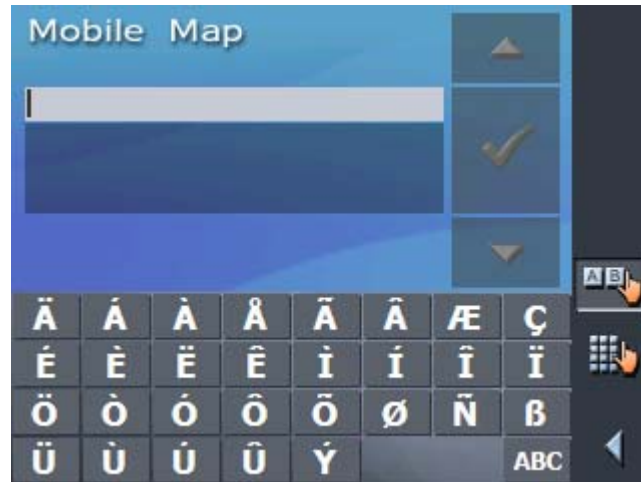 Mobile Map
A B
Ä Á À Å Ã Â Æ Ç
É È Ë Ê Ì Í Î Ï
Ö Ò Ó Ô Õ Ø Ñ ß
Ü Ù Ú Û Ý ABC